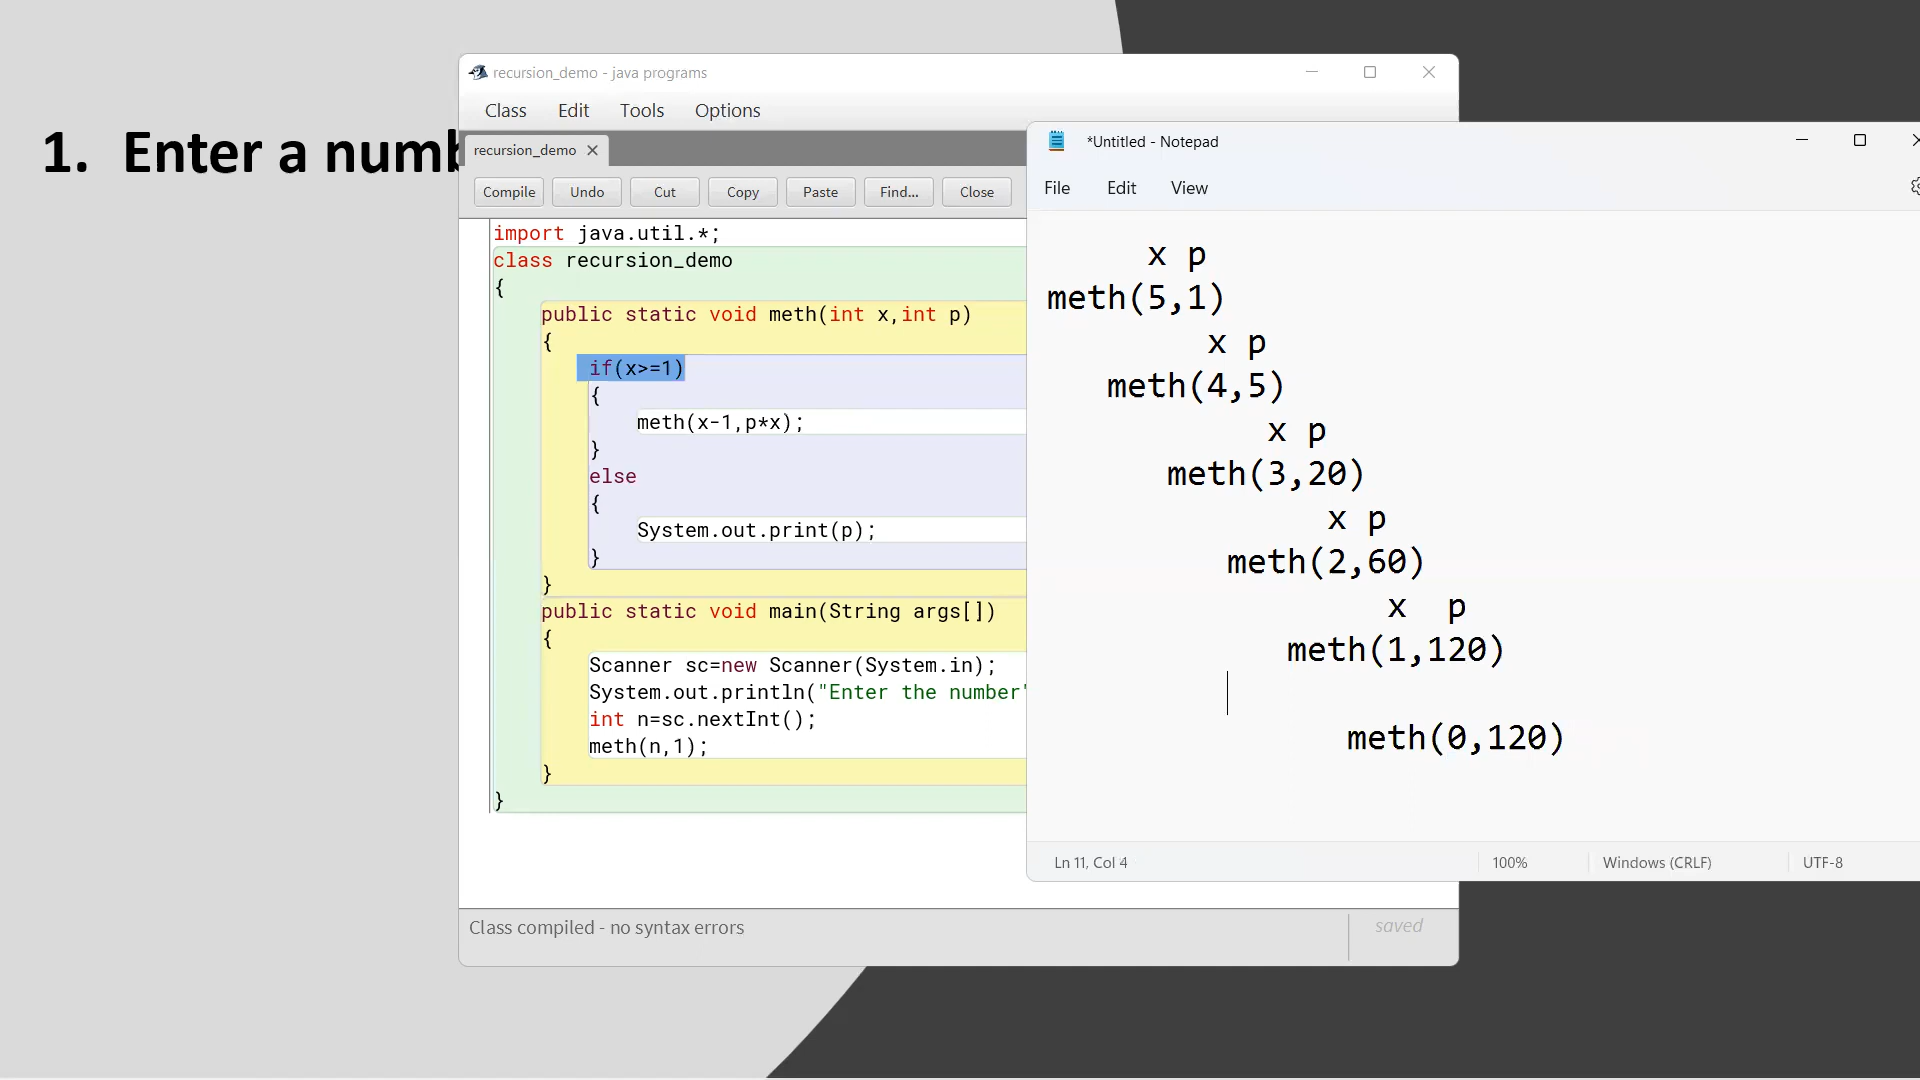 1. Enter a numb
recursion_demo - java programs
Class Edit Tools Options
recursion_demo
Compile Undo Cut Copy Paste Find... Close
import java.util.*;
class recursion_demo
{
public static void meth(int x,int p)
{
if(x>=1)
{
meth(x-1,p*x);
}
else
{
System.out.print(p);
}
}
public static void main(String args[])
{
Scanner sc=new Scanner(System.in);
System.out.println("Enter the number"
int n=sc.nextInt();
meth(n,1);
}
}
Class compiled - no syntax errors
saved
*Untitled - Notepad
File Edit View
x p
meth(5,1)
x p
meth(4,5)
x p
meth(3,20)
x p
meth(2,60)
x p
meth(1,120)
meth(0,120)
Ln 11, Col 4 100% Windows (CRLF) UTF-8